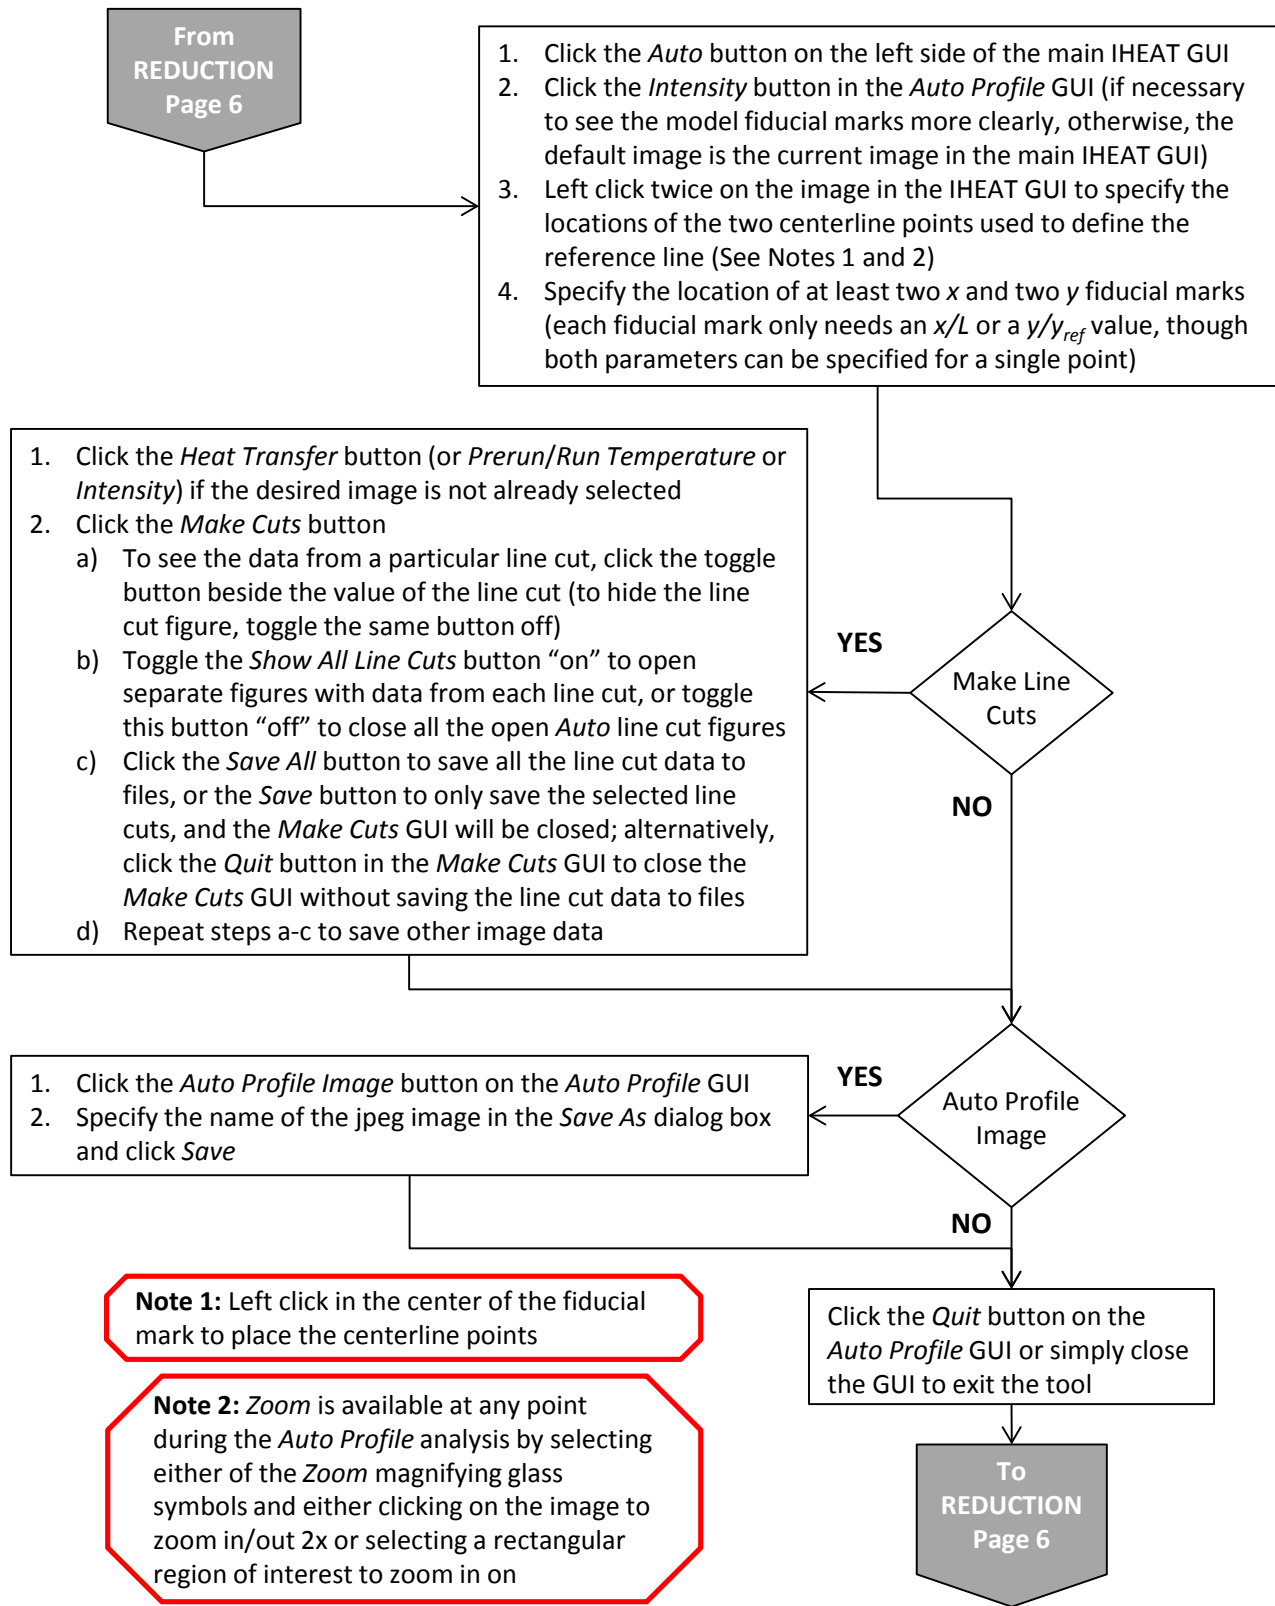 From
REDUCTION
Page 6
1. Click the Auto button on the left side of the main IHEAT GUI
2. Click the Intensity button in the Auto Profile GUI (if necessary
to see the model fiducial marks more clearly, otherwise, the
default image is the current image in the main IHEAT GUI)
3. Left click twice on the image in the IHEAT GUI to specify the
locations of the two centerline points used to define the
reference line (See Notes 1 and 2)
4. Specify the location of at least two x and two y fiducial marks
(each fiducial mark only needs an x/L or a y/yref value, though
both parameters can be specified for a single point)
1. Click the Heat Transfer button (or Prerun/Run Temperature or
Intensity) if the desired image is not already selected
2. Click the Make Cuts button
a) To see the data from a particular line cut, click the toggle
button beside the value of the line cut (to hide the line
cut figure, toggle the same button off)
b) Toggle the Show All Line Cuts button “on” to open
separate figures with data from each line cut, or toggle
this button “off” to close all the open Auto line cut figures
c) Click the Save All button to save all the line cut data to
files, or the Save button to only save the selected line
cuts, and the Make Cuts GUI will be closed; alternatively,
click the Quit button in the Make Cuts GUI to close the
Make Cuts GUI without saving the line cut data to files
d) Repeat steps a-c to save other image data
YES
Make Line
Cuts
NO
1. Click the Auto Profile Image button on the Auto Profile GUI
2. Specify the name of the jpeg image in the Save As dialog box
and click Save
YES
Auto Profile
Image
NO
Note 1: Left click in the center of the fiducial
mark to place the centerline points
Note 2: Zoom is available at any point
during the Auto Profile analysis by selecting
either of the Zoom magnifying glass
symbols and either clicking on the image to
zoom in/out 2x or selecting a rectangular
region of interest to zoom in on
Click the Quit button on the
Auto Profile GUI or simply close
the GUI to exit the tool
To
REDUCTION
Page 6